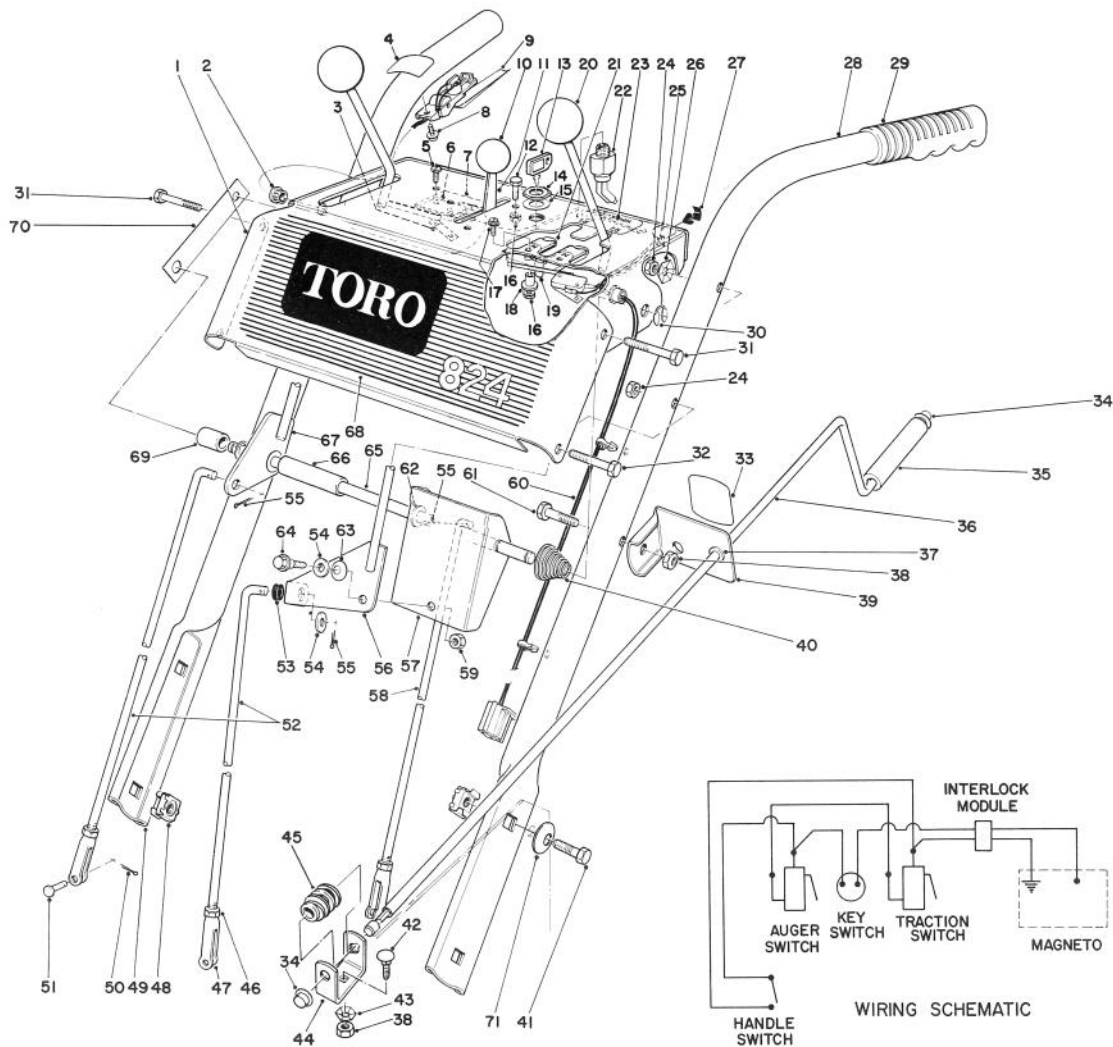 4
9
1 2
10 11 13 20 21 23 24 26 27
28 29
22
25
3
8
12
5 6 7
14
15
31
70
TORO
17 16 18 16 19
30
31
824
24
34
68
69
67
66
65
62 55 61
60
32
33
35
36
55
64 54 63
37
38
39
40
53 54 55 56 57 59
58
52
45
42
51 50 49 48 47 46
34
44
43
38
71 41
INTERLOCK
MODULE
AUGER
SWITCH
KEY
SWITCH
TRACTION
SWITCH
MAGNETO
HANDLE
SWITCH
WIRING SCHEMATIC